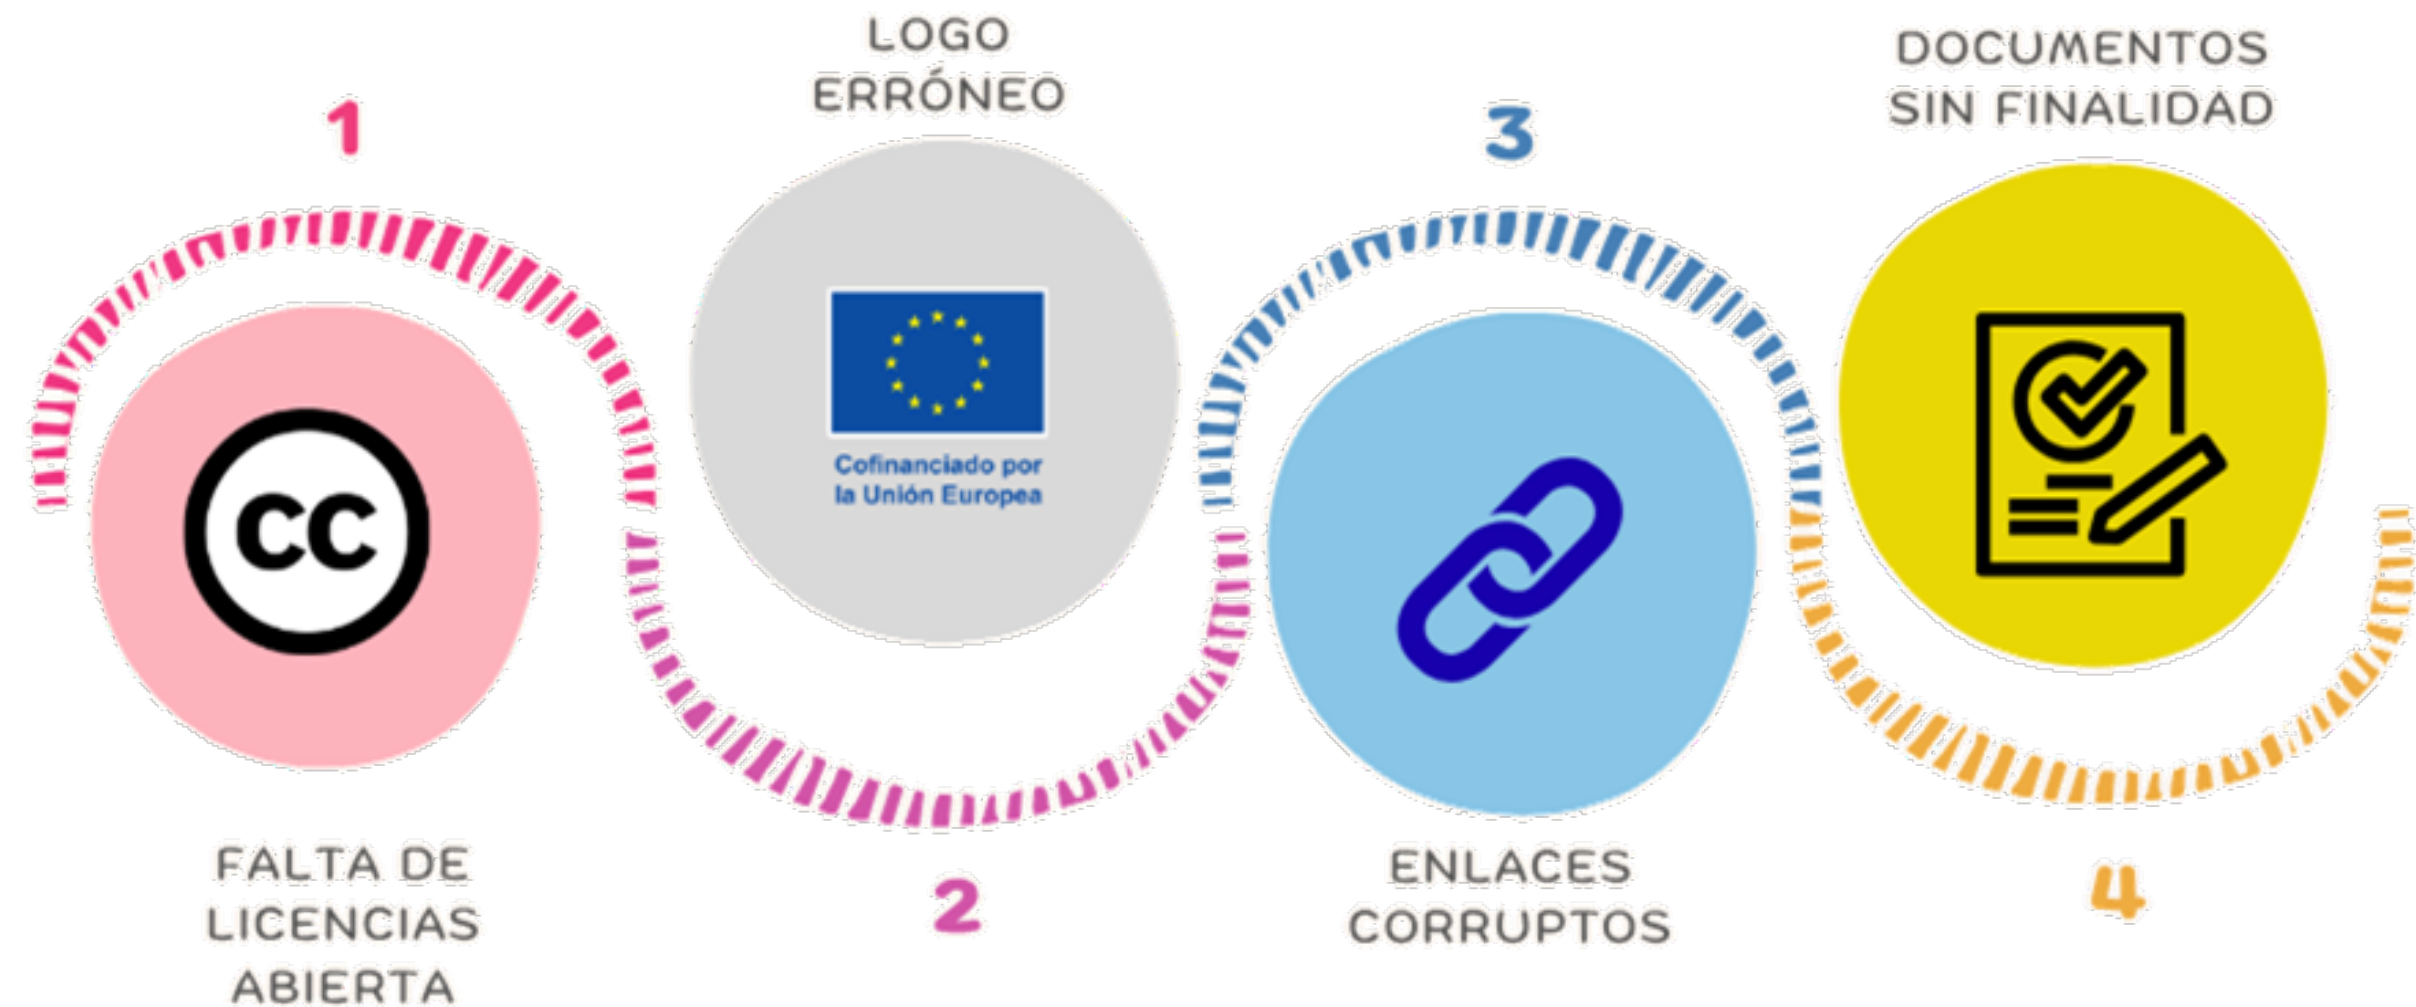 1
FALTA DE
LICENCIAS
ABIERTA
cc
LOGO
ERRÓNEO
Cofinanciado por
la Unión Europea
2
3
ENLACES
CORRUPTOS
DOCUMENTOS
SIN FINALIDAD
4